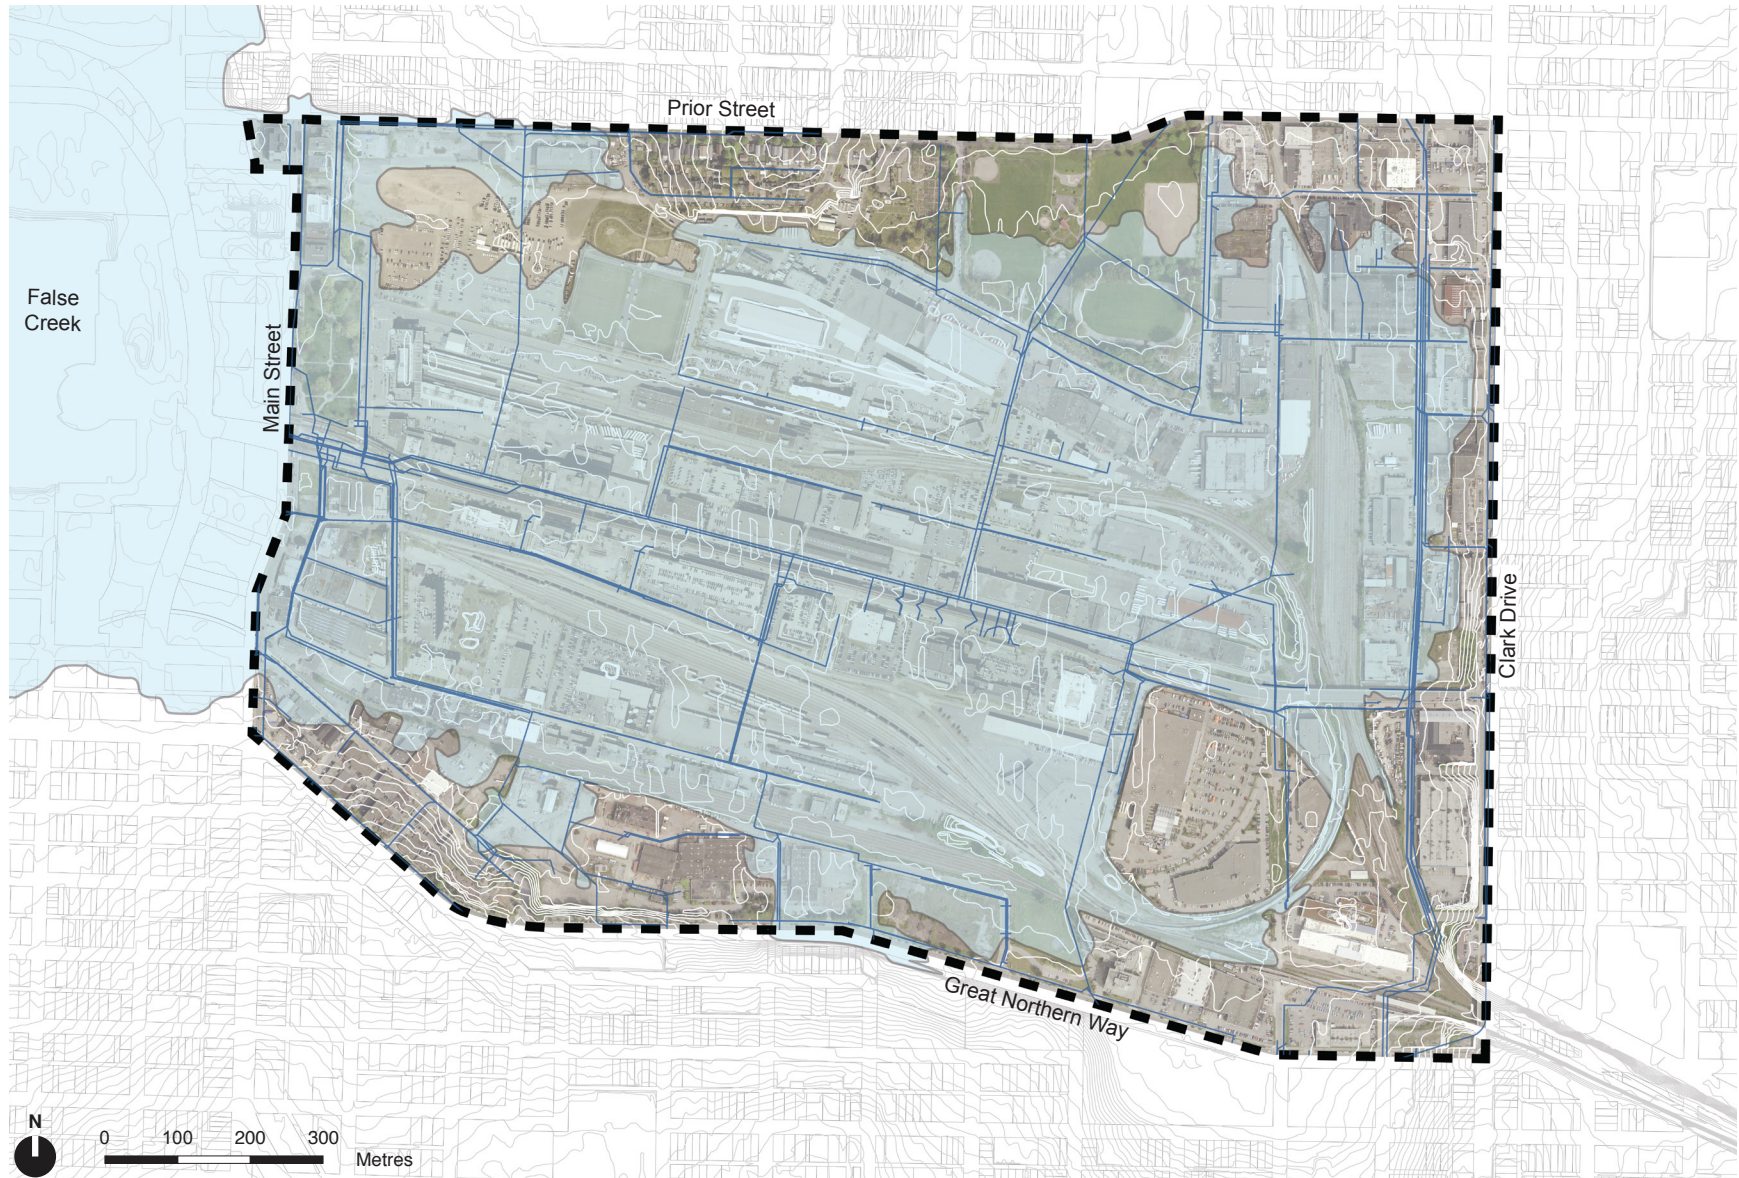 Prior Street
False
Creek
Main Street
Clark Drive
Great Northern Way
N
0 100 200 300
Metres